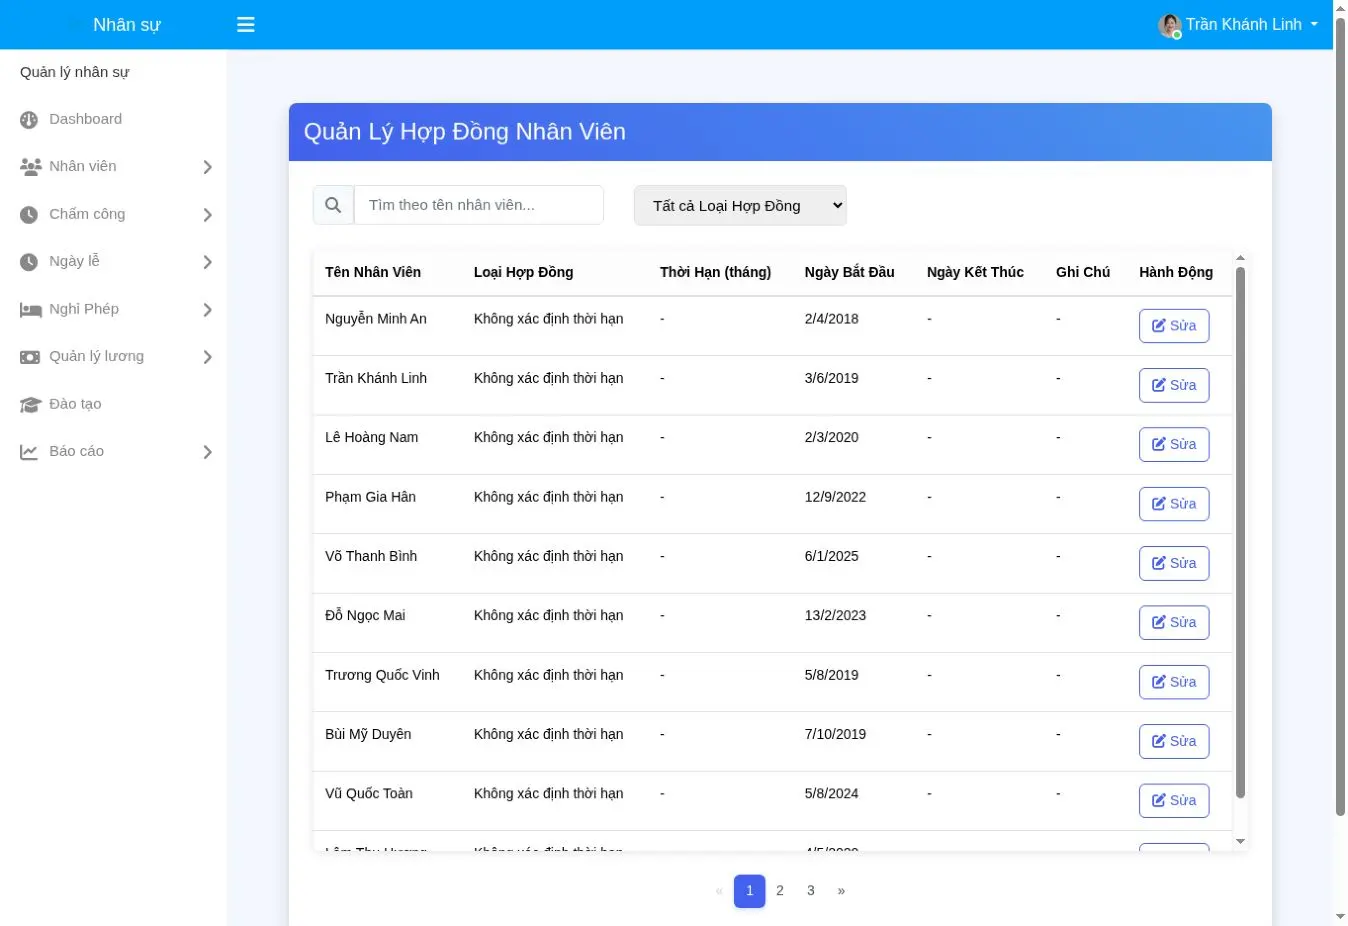 Nhân sự
Trần Khánh Linh
Quản lý nhân sự
Dashboard
Nhân viên
Chấm công
Ngày lễ
Nghỉ Phép
Quản lý lương
Đào tạo
Báo cáo
Quản Lý Hợp Đồng Nhân Viên
Tìm theo tên nhân viên...
Tất cả Loại Hợp Đồng
Tên Nhân Viên Loại Hợp Đồng Thời Hạn (tháng) Ngày Bắt Đầu Ngày Kết Thúc Ghi Chú Hành Động
Nguyễn Minh An Không xác định thời hạn - 2/4/2018 - - Sửa
Trần Khánh Linh Không xác định thời hạn - 3/6/2019 - - Sửa
Lê Hoàng Nam Không xác định thời hạn - 2/3/2020 - - Sửa
Phạm Gia Hân Không xác định thời hạn - 12/9/2022 - - Sửa
Võ Thanh Bình Không xác định thời hạn - 6/1/2025 - - Sửa
Đỗ Ngọc Mai Không xác định thời hạn - 13/2/2023 - - Sửa
Trương Quốc Vinh Không xác định thời hạn - 5/8/2019 - - Sửa
Bùi Mỹ Duyên Không xác định thời hạn - 7/10/2019 - - Sửa
Vũ Quốc Toàn Không xác định thời hạn - 5/8/2024 - - Sửa
« 1 2 3 »